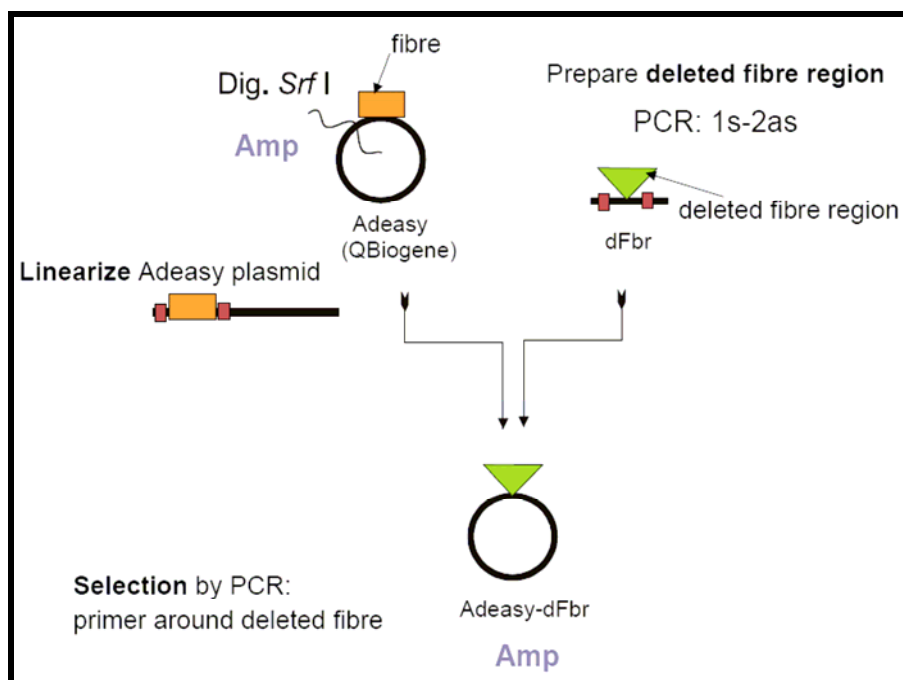 fibre
Dig. Srf I
Amp
Adeasy
(QBiogene)
Prepare deleted fibre region
PCR: 1s-2as
deleted fibre region
dFbr
Linearize Adeasy plasmid
Selection by PCR:
primer around deleted fibre
Adeasy-dFbr
Amp